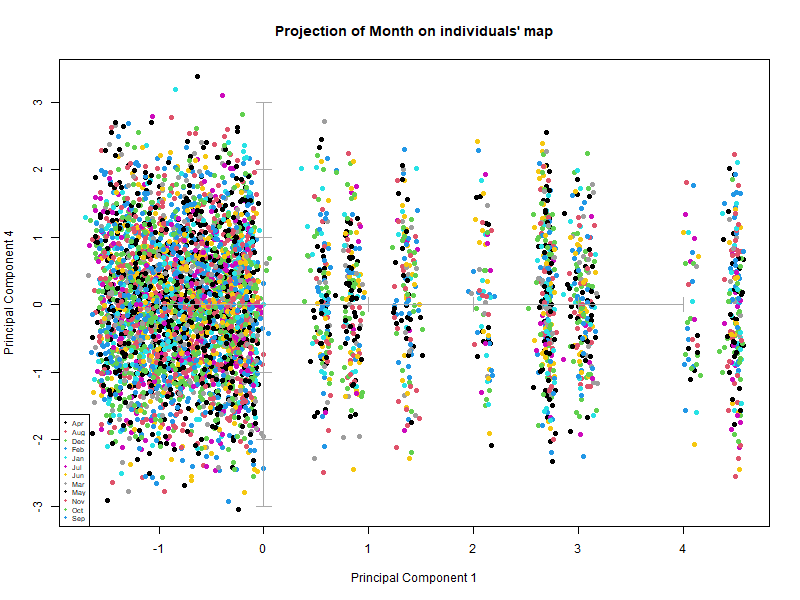 Projection of Month on individuals' map
Principal Component 4
3
2
1
0
-1
-2
-3
Apr
Aug
Dec
Feb
Jan
Jul
Jun
Mar
May
Nov
Oct
Sep
-1 0 1 2 3 4
Principal Component 1